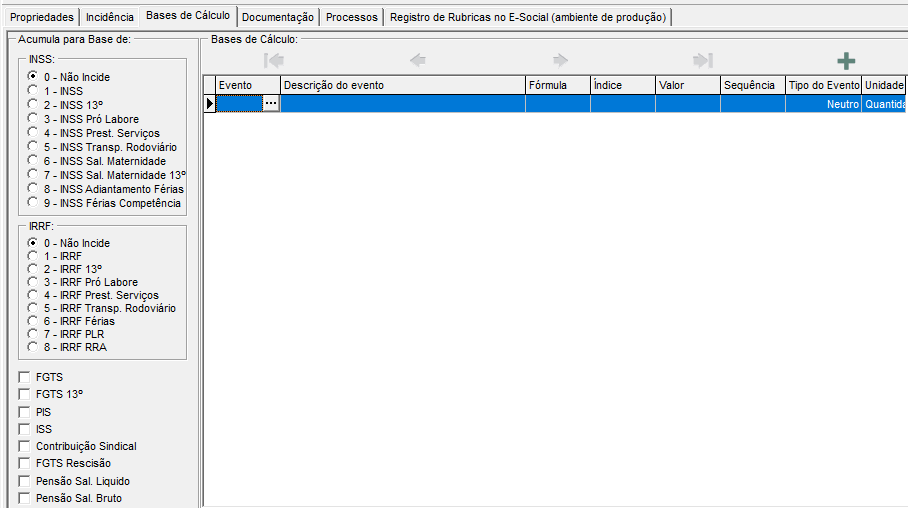 Propriedades
Incidência
Bases de Cálculo
Documentação
Processos
Registro de Rubricas no E-Social (ambiente de produção)
Acumula para Base de:
INSS:
0 - Não Incide
1 - INSS
2 - INSS 13º
3 - INSS Pró Labore
4 - INSS Prest. Serviços
5 - INSS Transp. Rodoviário
6 - INSS Sal. Maternidade
7 - INSS Sal. Maternidade 13º
8 - INSS Adiantamento Férias
9 - INSS Férias Competência
IRRF:
0 - Não Incide
1 - IRRF
2 - IRRF 13º
3 - IRRF Pró Labore
4 - IRRF Prest. Serviços
5 - IRRF Transp. Rodoviário
6 - IRRF Férias
7 - IRRF PLR
8 - IRRF RRA
FGTS
FGTS 13º
PIS
ISS
Contribuição Sindical
FGTS Rescisão
Pensão Sal. Liquido
Pensão Sal. Bruto
Bases de Cálculo:
Evento
Descrição do evento
Fórmula
Índice
Valor
Sequência
Tipo do Evento
Unidade
...
Neutro
Quantida